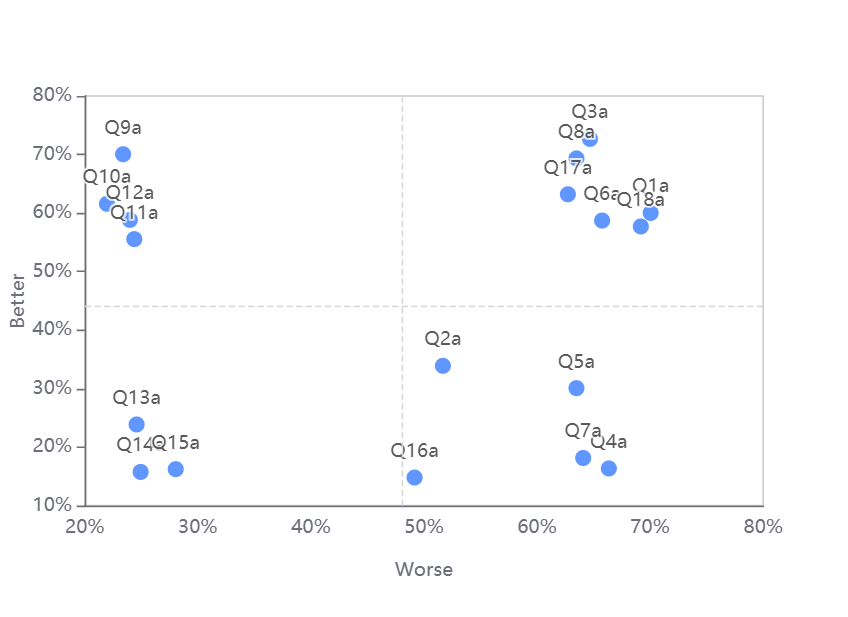 80%
Q3a
Q9a
Q8a
70%
Q17a
Q10a
Q12a
Q6a
Q1a
Q18a
60%
Q11a
50%
Better
40%
Q2a
Q5a
30%
Q13a
Q7a
Q15a
Q4a
20%
Q16a
10%
20%
30%
40%
50%
60%
70%
80%
Worse